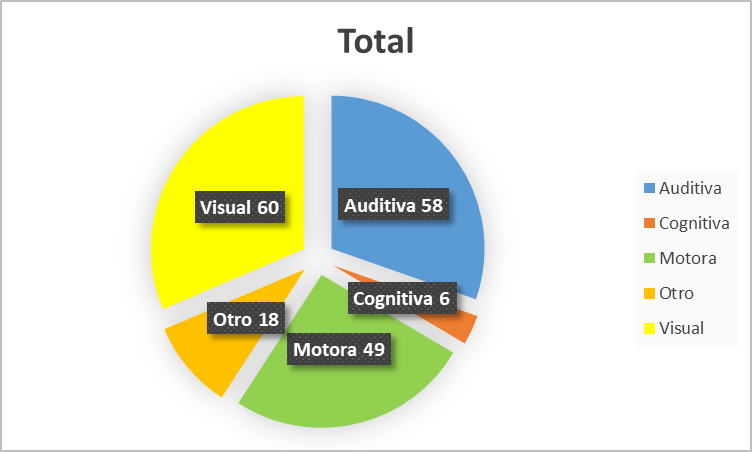 Total
Visual 60
Auditiva 58
Cognitiva 6
Otro 18
Motora 49
Auditiva
Cognitiva
Motora
Otro
Visual